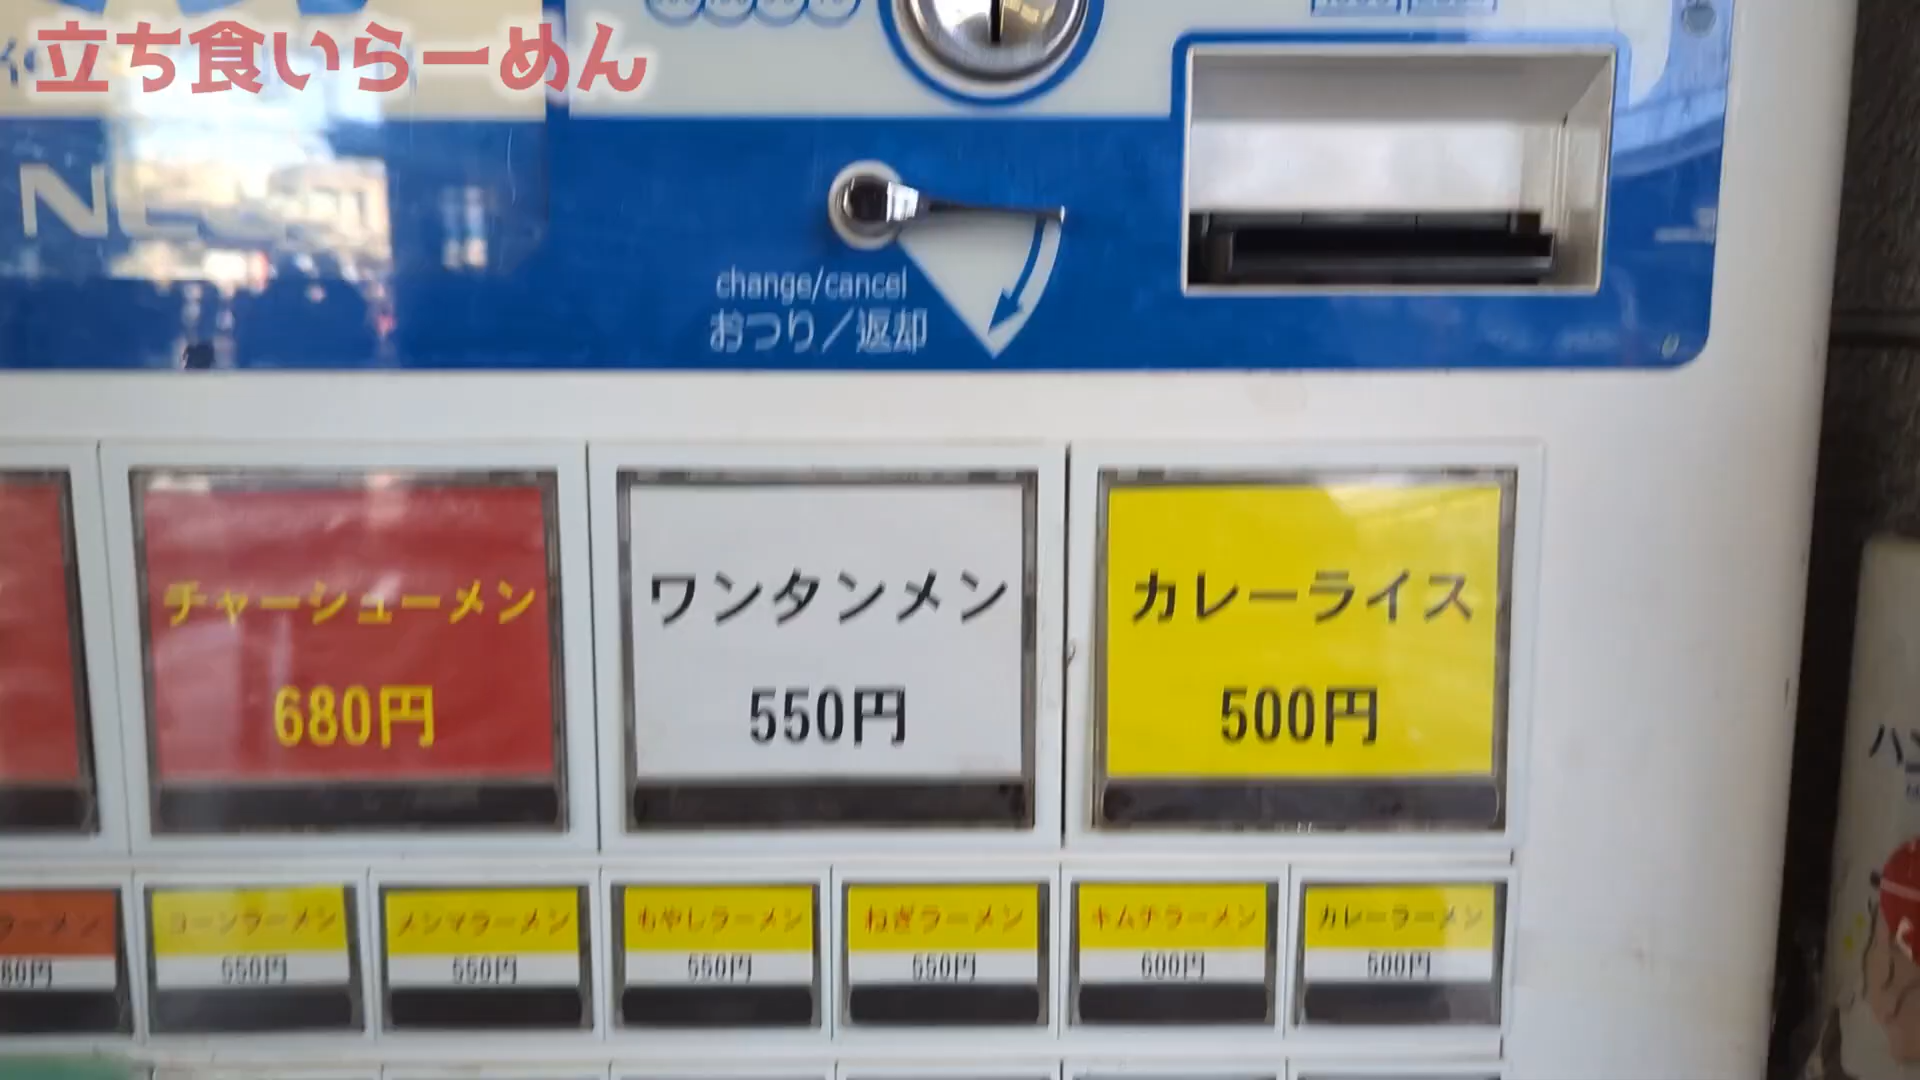 立ち食いらーめん
change/cancel
おつり／返却
チャーシューメン
680円
ワンタンメン
550円
カレーライス
500円
ラーメン
コーンラーメン
550円
メンマラーメン
550円
もやしラーメン
550円
ねぎラーメン
550円
キムチラーメン
600円
カレーラーメン
500円